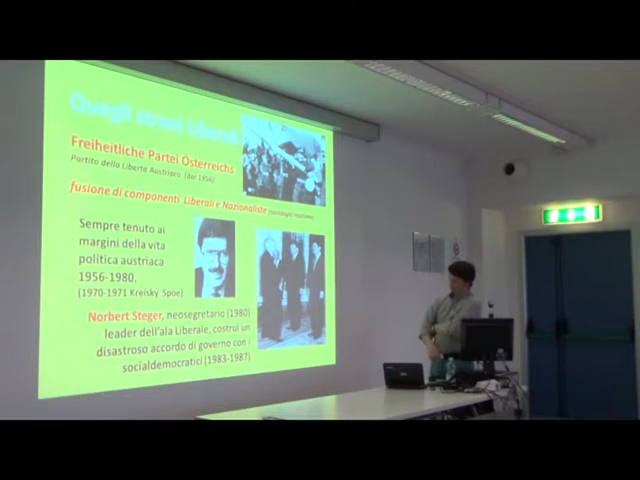 Quegli strani Liberali
Freiheitliche Partei Österreichs
Partito della Libertà Austriaco (dal 1956)
fusione di componenti Liberali e Nazionaliste
Sempre tenuto ai
margini della vita
politica austriaca
1956-1980.
(1970-1971 Kreisky Spoe)
Norbert Steger, neosegretario (1980)
leader dell'ala Liberale, costruì un
disastroso accordo di governo con i
socialdemocratici (1983-1987)